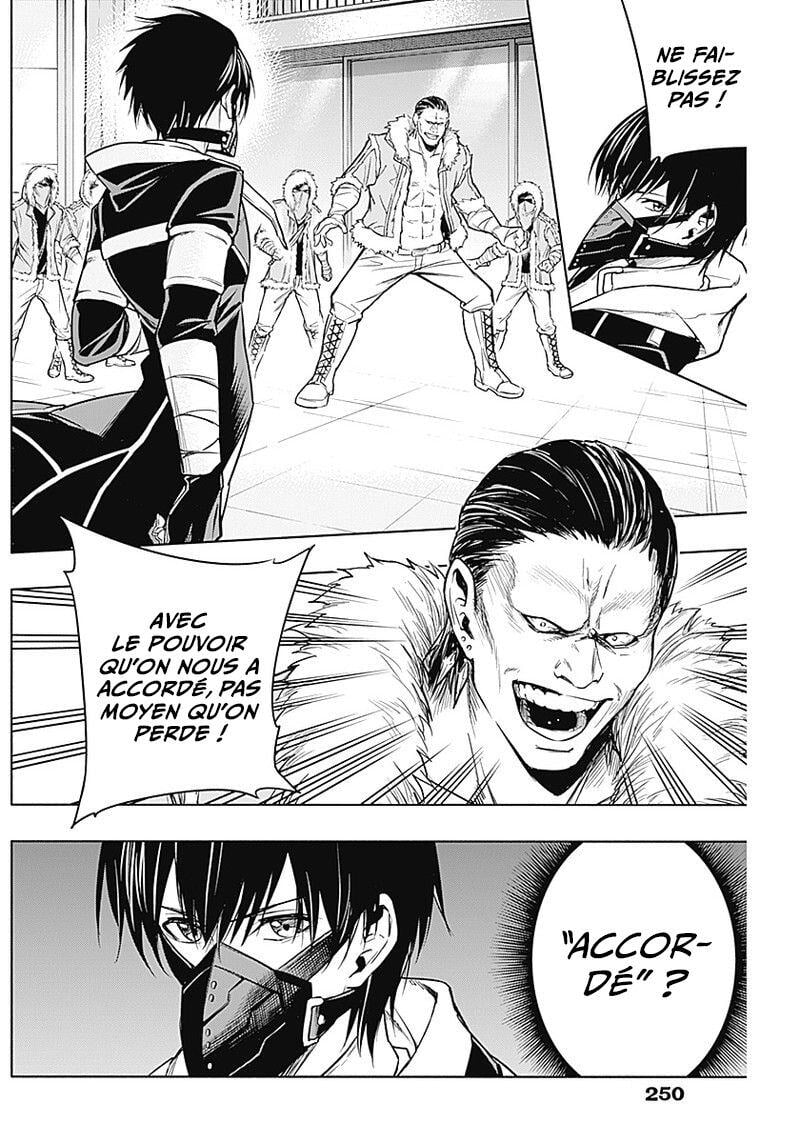 NE FAI-
BLISSEZ
PAS !
AVEC
LE POUVOIR
QU'ON NOUS A
ACCORDÉ, PAS
MOYEN QU'ON
PERDE !
"ACCOR-
DÉ" ?
250